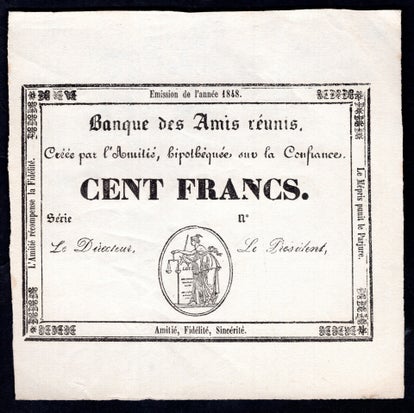 Emission de l'année 1848.
Banque des Amis réunis,
Créée par l'Amitié, hipothéquée sur la Confiance.
CENT FRANCS.
Série N°
Le Directeur, Le Président,
L'Amitié récompense la Fidélité.
Le Mépris punit le Parjure.
Amitié, Fidélité, Sincérité.